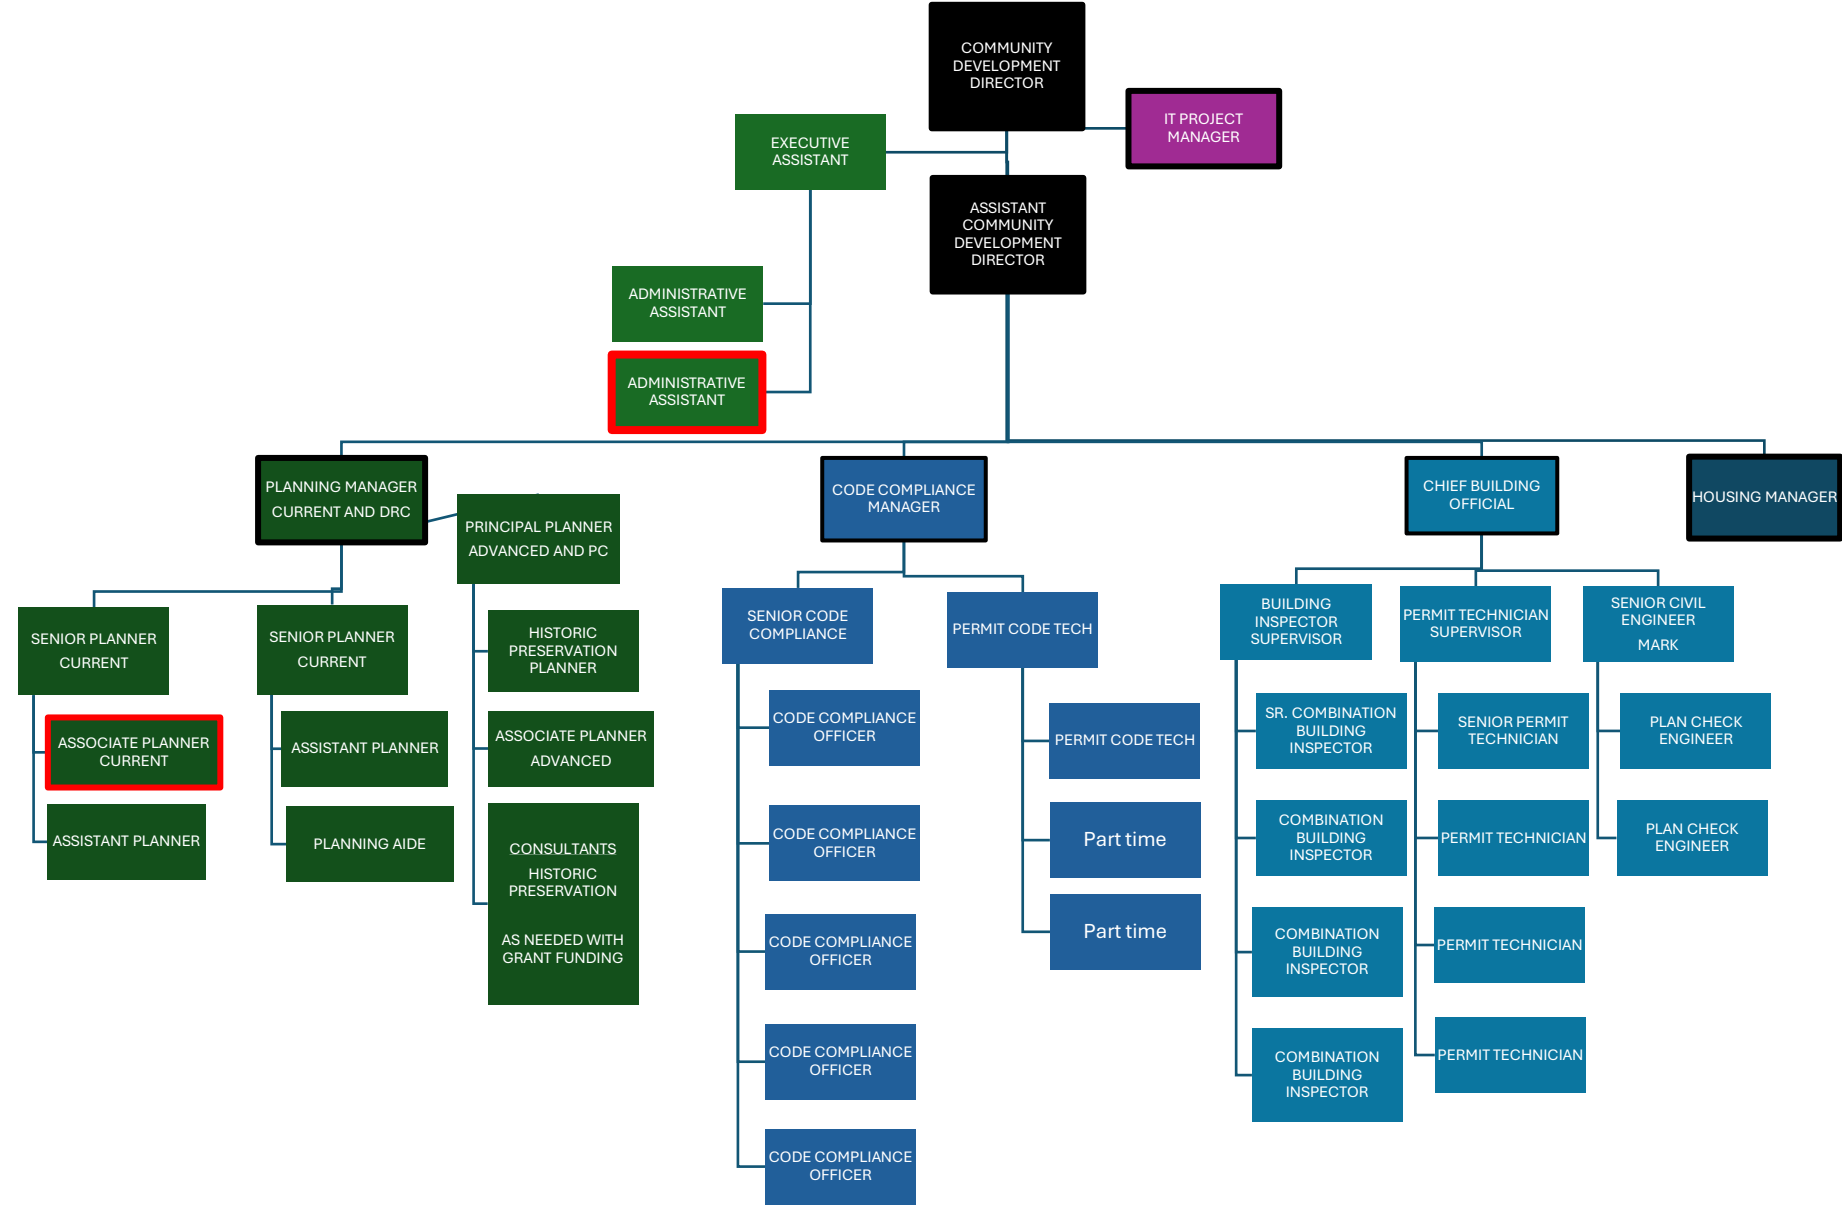 COMMUNITY
DEVELOPMENT
DIRECTOR
IT PROJECT
MANAGER
EXECUTIVE
ASSISTANT
ASSISTANT
COMMUNITY
DEVELOPMENT
DIRECTOR
ADMINISTRATIVE
ASSISTANT
ADMINISTRATIVE
ASSISTANT
PLANNING MANAGER
CURRENT AND DRC
PRINCIPAL PLANNER
ADVANCED AND PC
CODE COMPLIANCE
MANAGER
CHIEF BUILDING
OFFICIAL
HOUSING MANAGER
SENIOR PLANNER
CURRENT
ASSOCIATE PLANNER
CURRENT
ASSISTANT PLANNER
SENIOR PLANNER
CURRENT
ASSISTANT PLANNER
PLANNING AIDE
HISTORIC
PRESERVATION
PLANNER
ASSOCIATE PLANNER
ADVANCED
CONSULTANTS
HISTORIC
PRESERVATION
AS NEEDED WITH
GRANT FUNDING
SENIOR CODE
COMPLIANCE
CODE COMPLIANCE
OFFICER
CODE COMPLIANCE
OFFICER
CODE COMPLIANCE
OFFICER
CODE COMPLIANCE
OFFICER
CODE COMPLIANCE
OFFICER
PERMIT CODE TECH
PERMIT CODE TECH
Part time
Part time
BUILDING
INSPECTOR
SUPERVISOR
SR. COMBINATION
BUILDING
INSPECTOR
COMBINATION
BUILDING
INSPECTOR
COMBINATION
BUILDING
INSPECTOR
COMBINATION
BUILDING
INSPECTOR
PERMIT TECHNICIAN
SUPERVISOR
SENIOR PERMIT
TECHNICIAN
PERMIT TECHNICIAN
PERMIT TECHNICIAN
PERMIT TECHNICIAN
SENIOR CIVIL
ENGINEER
MARK
PLAN CHECK
ENGINEER
PLAN CHECK
ENGINEER